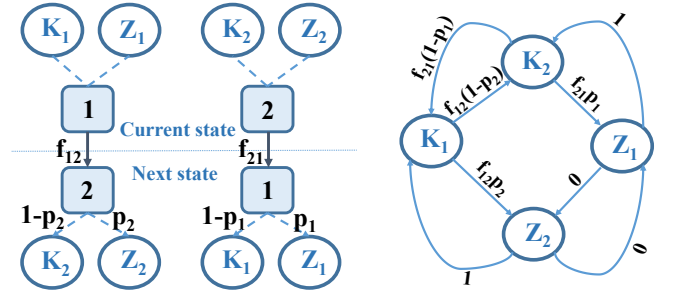 K₁ Z₁ K₂ Z₂
1 2
Current state
f₁₂ f₂₁
Next state
2 1
1-p₂ p₂ 1-p₁ p₁
K₂ Z₂ K₁ Z₁
f₂₁(1-p₁)
1
K₂
f₁₂(1-p₂)
f₂₁p₁
K₁
Z₁
f₁₂p₂
0
Z₂
0
1